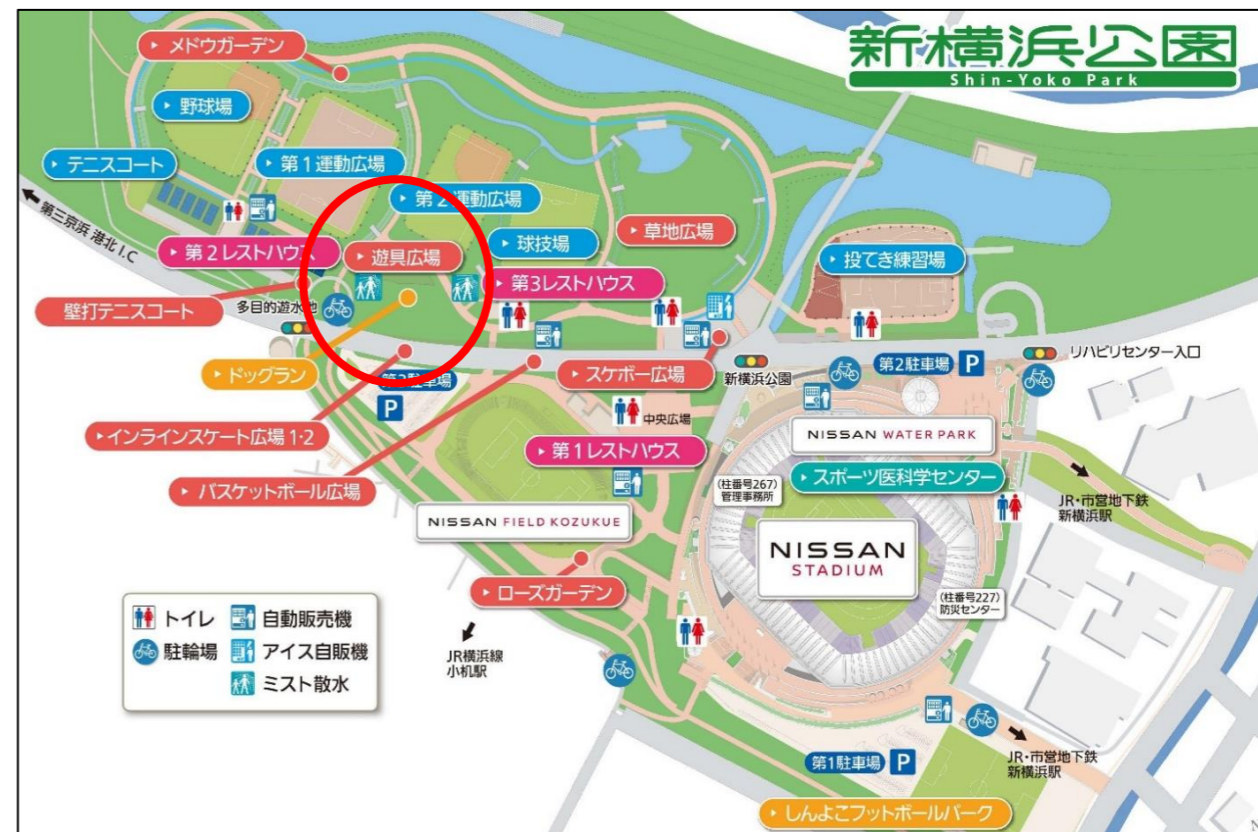 新横浜公園
Shin-Yoko Park
メドウガーデン
野球場
テニスコート
第1運動広場
第2運動広場
第三京浜 港北 I.C
第2レストハウス
遊具広場
球技場
草地広場
投てき練習場
第3レストハウス
壁打テニスコート
多目的遊水地
ドッグラン
スケボー広場
新横浜公園
第2駐車場 P
リハビリセンター入口
駐車場
P
中央広場
インラインスケート広場 1・2
第1レストハウス
NISSAN WATER PARK
バスケットボール広場
(柱番号267)
管理事務所
スポーツ医科学センター
JR・市営地下鉄
新横浜駅
NISSAN FIELD KOZUKUE
NISSAN
STADIUM
ローズガーデン
(柱番号227)
防災センター
トイレ
自動販売機
駐輪場
アイス自販機
ミスト散水
JR横浜線
小机駅
第1駐車場 P
JR・市営地下鉄
新横浜駅
しんよこフットボールパーク